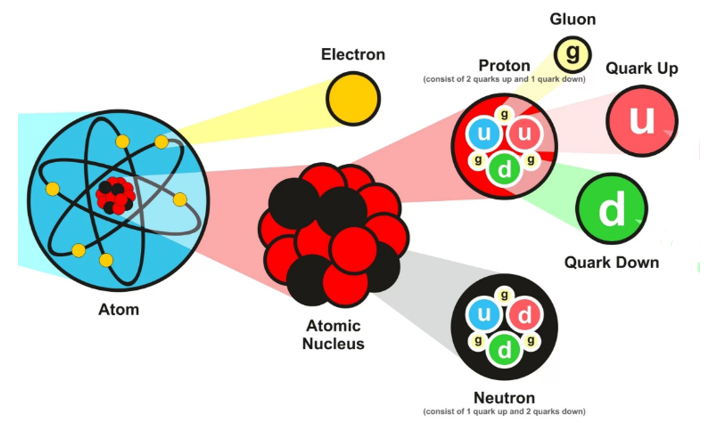 Gluon
g
Electron
Proton
(consist of 2 quarks up and 1 quark down)
Quark Up
u
g
u u
g g
d
d
Quark Down
Atom
Atomic
Nucleus
g
u d
g g
d
Neutron
(consist of 1 quark up and 2 quarks down)